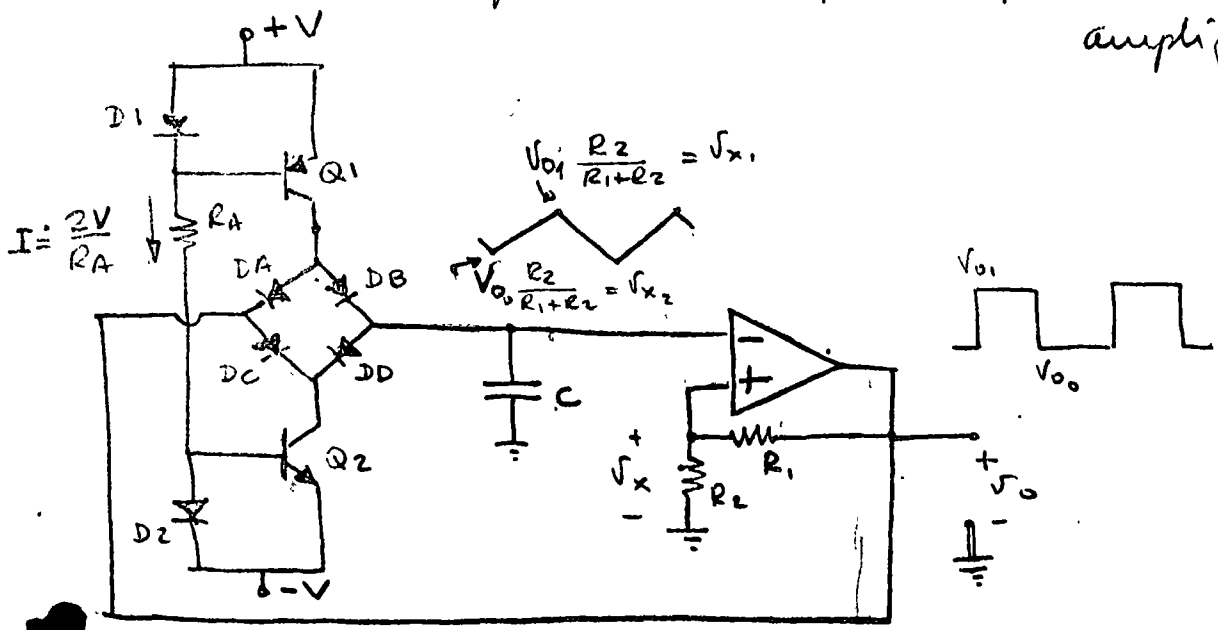 ampli
+V
D1
Q1
I ≐ 2V/RA
RA
Vo1 R2/(R1+R2) = Vx1
DA
DB
Vo0 R2/(R1+R2) = Vx2
Vo1
Vo0
DC
DD
C
−
+
Q2
+
Vx
−
R1
R2
+
Vo
−
D2
−V